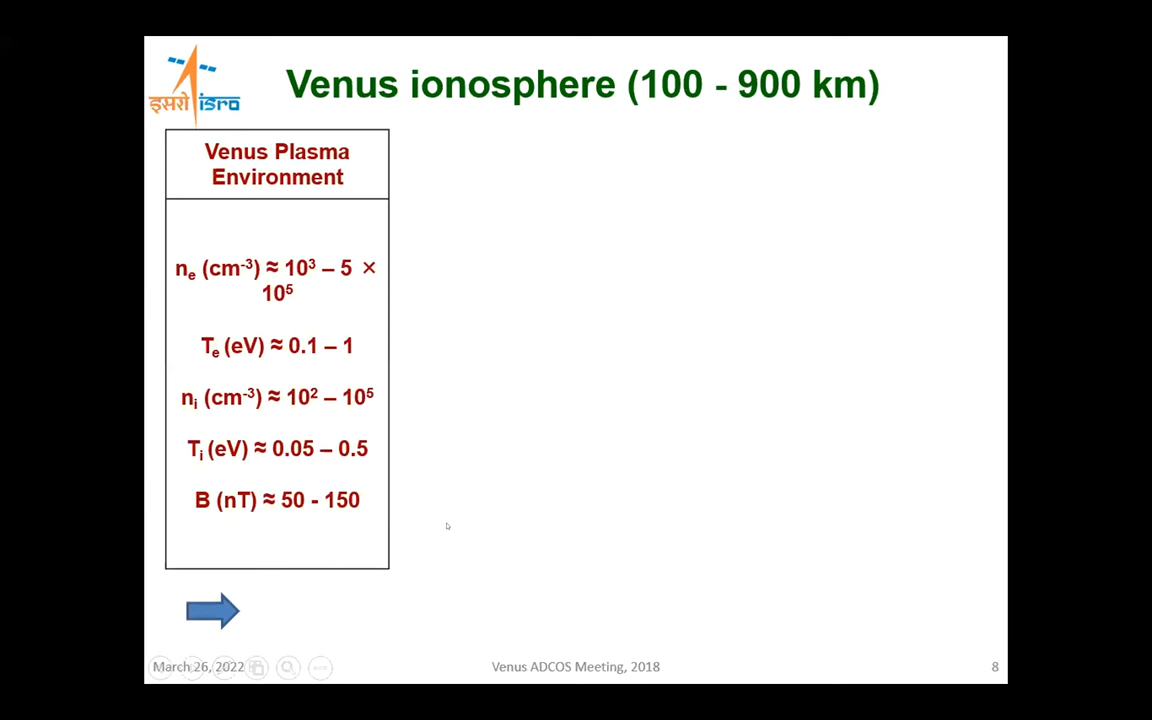 Venus ionosphere (100 - 900 km)
इसरो isro
Venus Plasma
Environment
nₑ (cm⁻³) ≈ 10³ – 5 ×
10⁵
Tₑ (eV) ≈ 0.1 – 1
nᵢ (cm⁻³) ≈ 10² – 10⁵
Tᵢ (eV) ≈ 0.05 – 0.5
B (nT) ≈ 50 - 150
March 26, 2022
Venus ADCOS Meeting, 2018
8